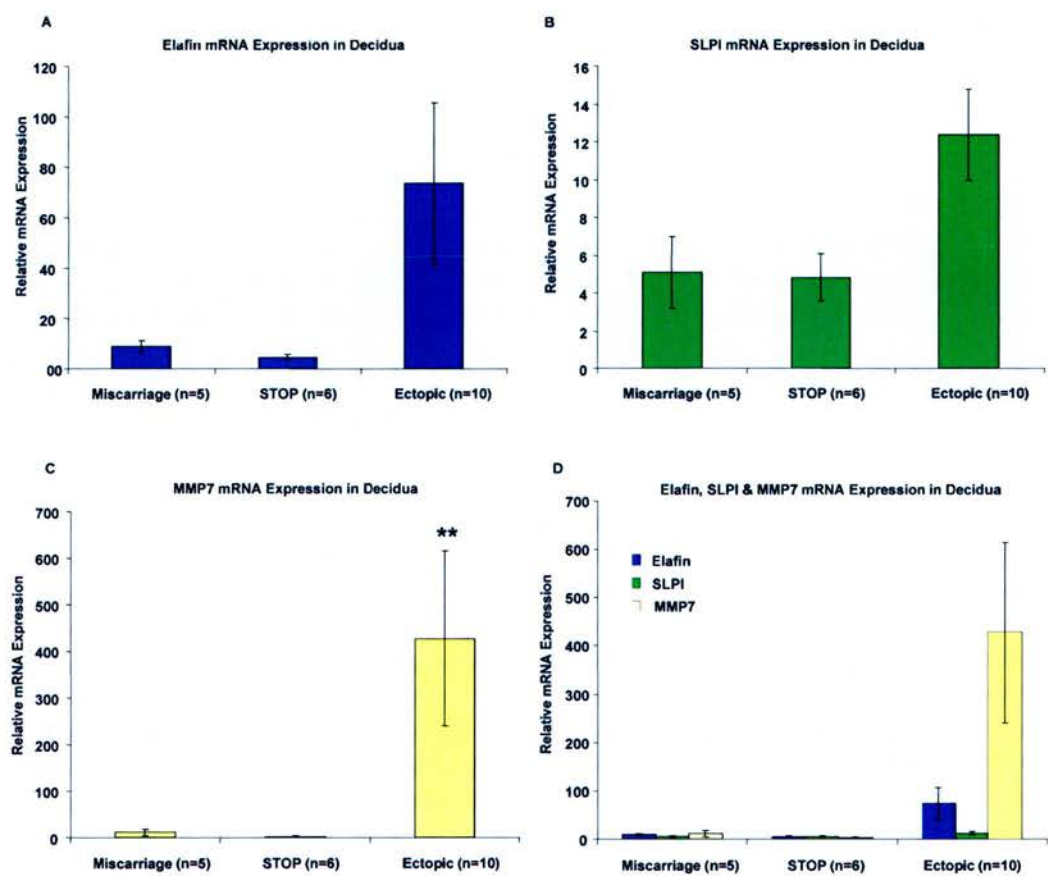 A
Elafin mRNA Expression in Decidua
Relative mRNA Expression
120
100
80
60
40
20
00
Miscarriage (n=5)
STOP (n=6)
Ectopic (n=10)
B
SLPI mRNA Expression in Decidua
Relative mRNA Expression
16
14
12
10
8
6
4
2
0
Miscarriage (n=5)
STOP (n=6)
Ectopic (n=10)
C
MMP7 mRNA Expression in Decidua
Relative mRNA Expression
700
600
500
400
300
200
100
0
**
Miscarriage (n=5)
STOP (n=6)
Ectopic (n=10)
D
Elafin, SLPI & MMP7 mRNA Expression in Decidua
Relative mRNA Expression
700
600
500
400
300
200
100
0
Elafin
SLPI
MMP7
Miscarriage (n=5)
STOP (n=6)
Ectopic (n=10)